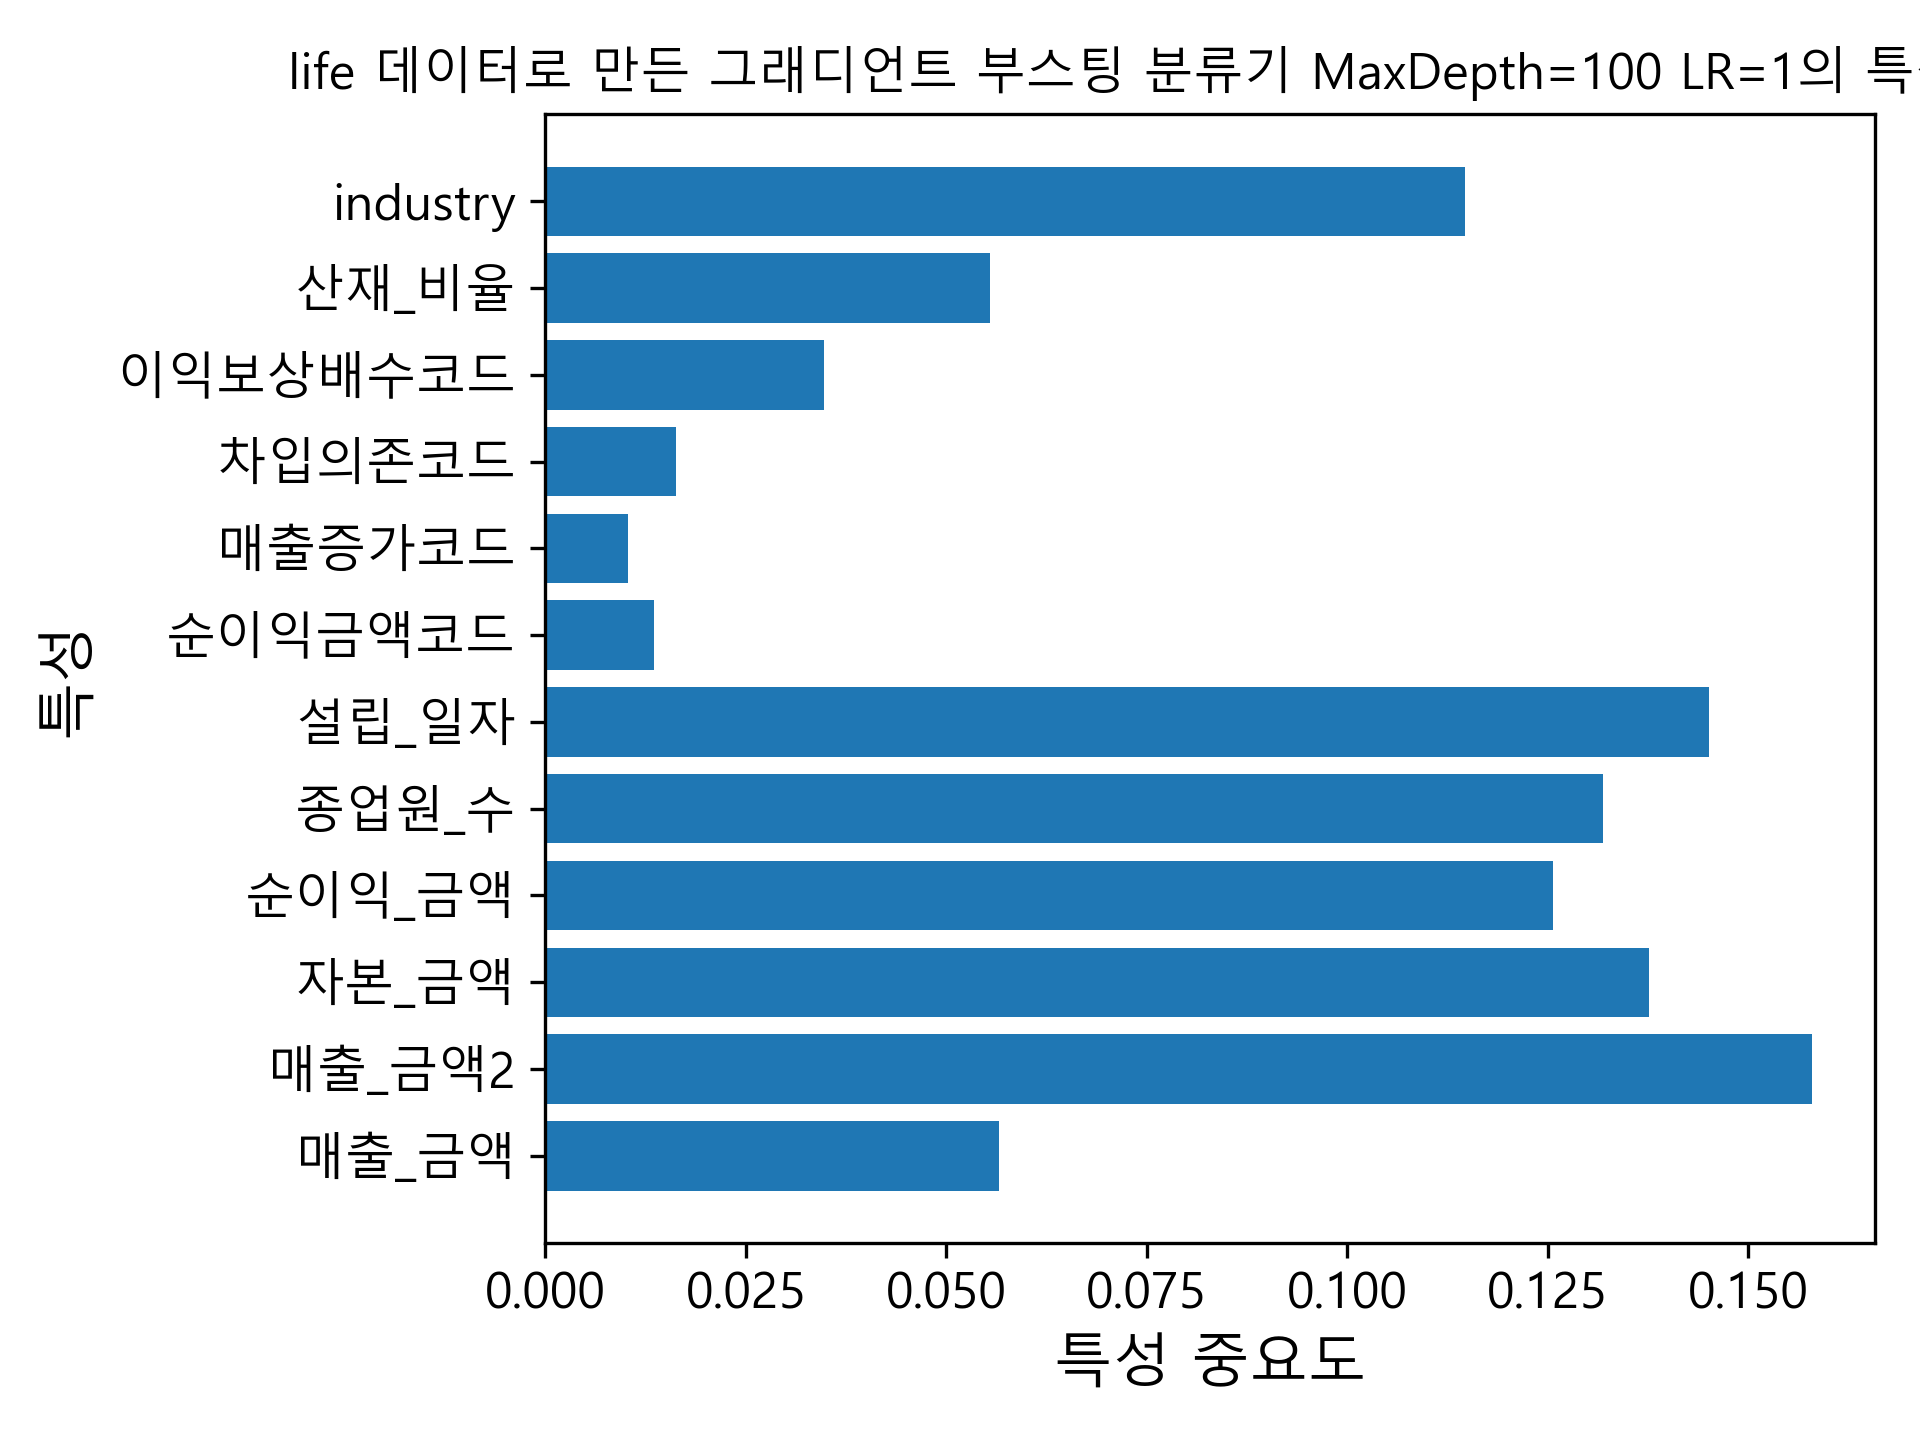 life 데이터로 만든 그래디언트 부스팅 분류기 MaxDepth=100 LR=1의
industry
산재_비율
이익보상배수코드
차입의존코드
매출증가코드
순이익금액코드
설립_일자
종업원_수
순이익_금액
자본_금액
매출_금액2
매출_금액
특성
0.000 0.025 0.050 0.075 0.100 0.125 0.150
특성 중요도